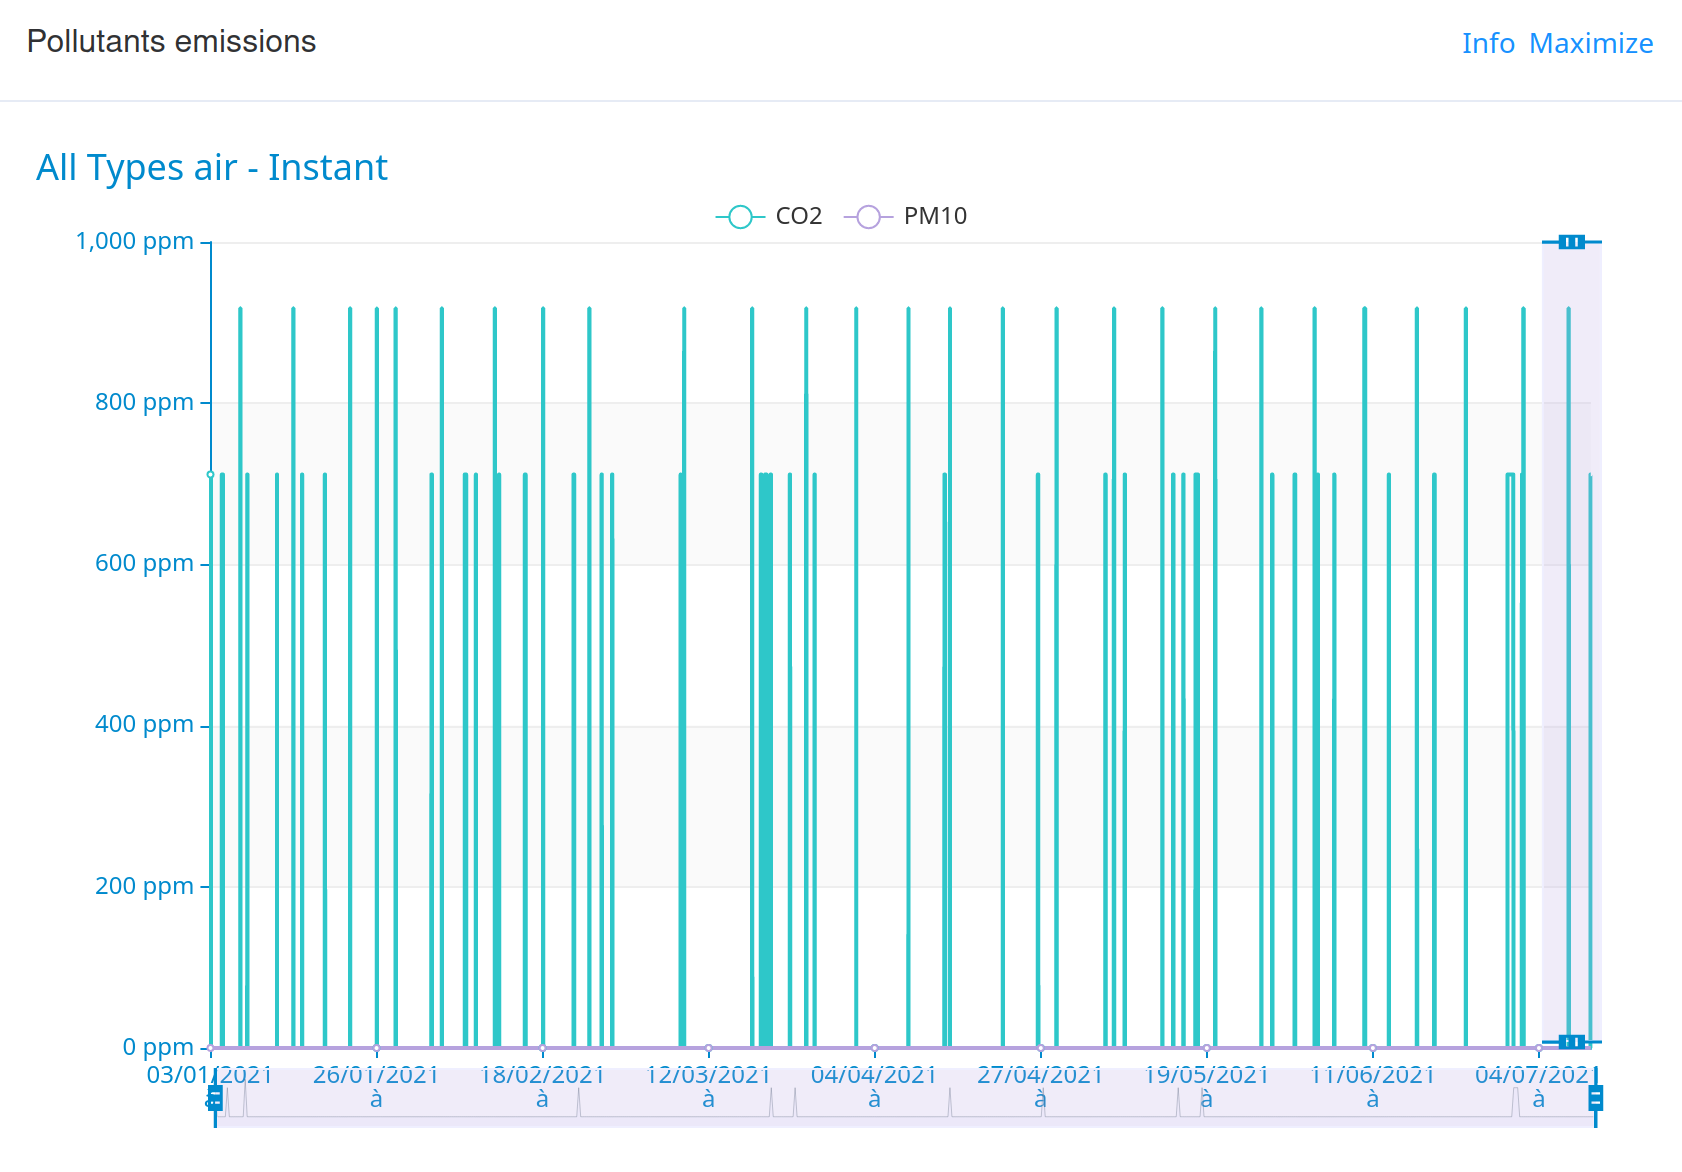 Pollutants emissions
Info Maximize
All Types air - Instant
CO2 PM10
1,000 ppm
800 ppm
600 ppm
400 ppm
200 ppm
0 ppm
03/01/2021 26/01/2021 18/02/2021 12/03/2021 04/04/2021 27/04/2021 19/05/2021 11/06/2021 04/07/2021
à à à à à à à à